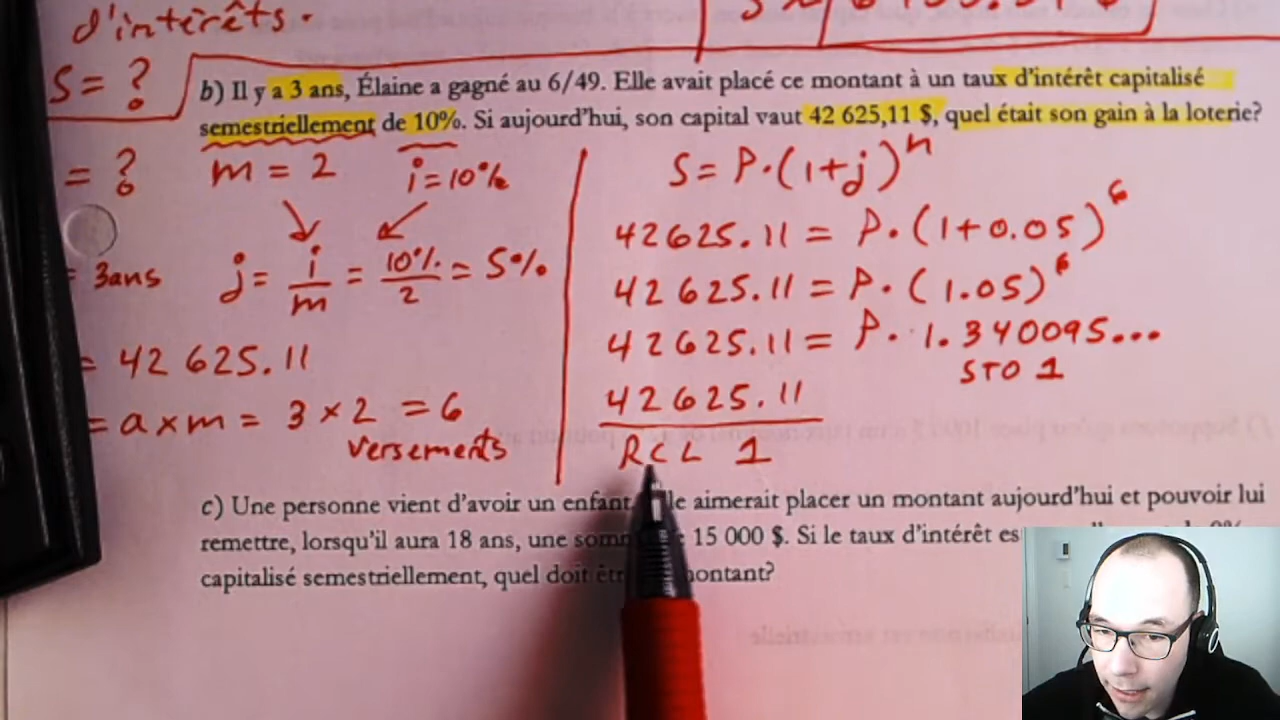 d'intérêts.
S = ?
b) Il y a 3 ans, Élaine a gagné au 6/49. Elle avait placé ce montant à un taux d'intérêt capitalisé
semestriellement de 10%. Si aujourd'hui, son capital vaut 42 625,11 $, quel était son gain à la loterie?
= ?
m = 2
i = 10%
j = i/m = 10%/2 = 5%
3ans
= 42 625.11
= a x m = 3 x 2 = 6
versements
S = P·(1+j)^n
42625.11 = P·(1+0.05)^6
42 625.11 = P·(1.05)^6
42625.11 = P·1.340095...
STO 1
42625.11
RCL 1
c) Une personne vient d'avoir un enfant. aimerait placer un montant aujourd'hui et pouvoir lui
remettre, lorsqu'il aura 18 ans, une 15 000 $. Si le taux d'intérêt
capitalisé semestriellement, quel doit montant?